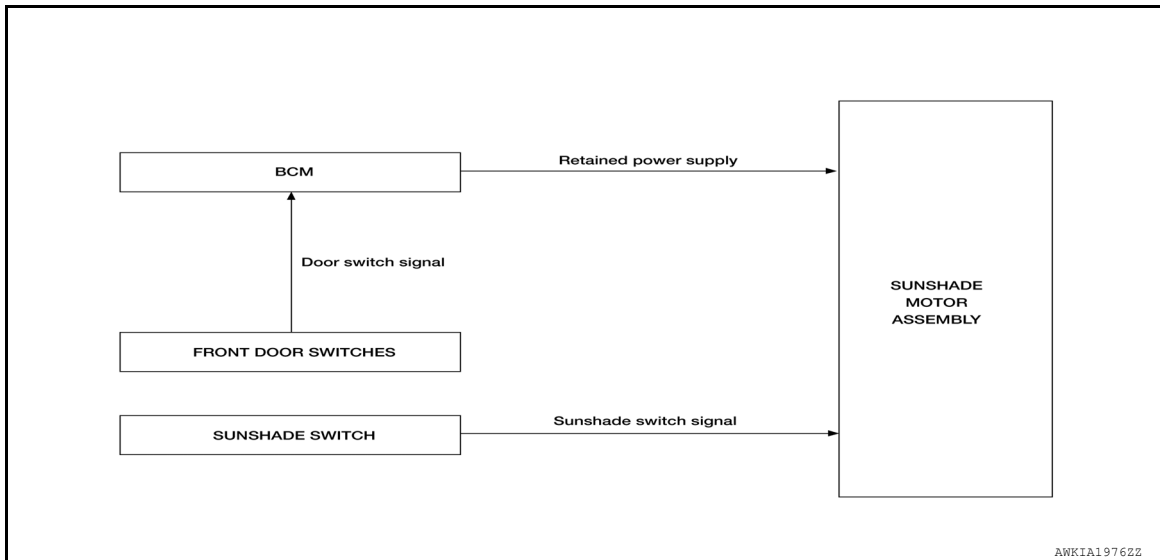 BCM
Retained power supply
Door switch signal
SUNSHADE
MOTOR
ASSEMBLY
FRONT DOOR SWITCHES
SUNSHADE SWITCH
Sunshade switch signal
AWKIA1976ZZ